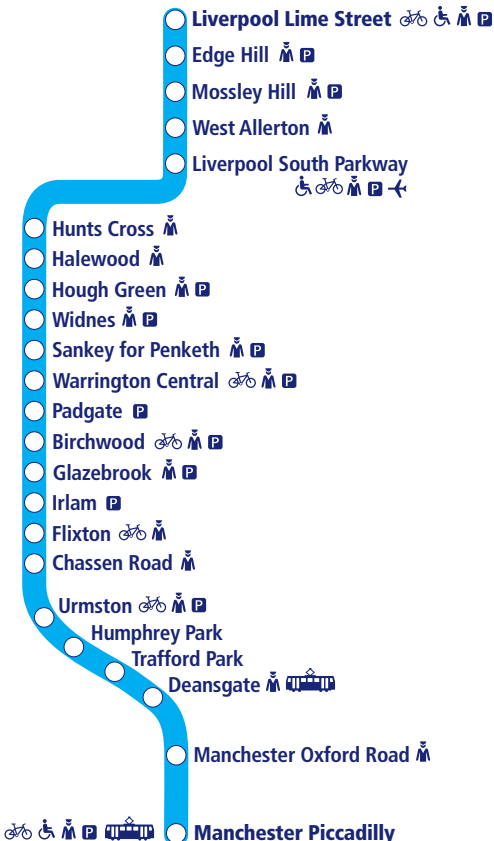 Liverpool Lime Street P
Edge Hill P
Mossley Hill P
West Allerton
Liverpool South Parkway
P
Hunts Cross
Halewood
Hough Green P
Widnes P
Sankey for Penketh P
Warrington Central P
Padgate P
Birchwood P
Glazebrook P
Irlam P
Flixton
Chassen Road
Urmston P
Humphrey Park
Trafford Park
Deansgate
Manchester Oxford Road
P Manchester Piccadilly